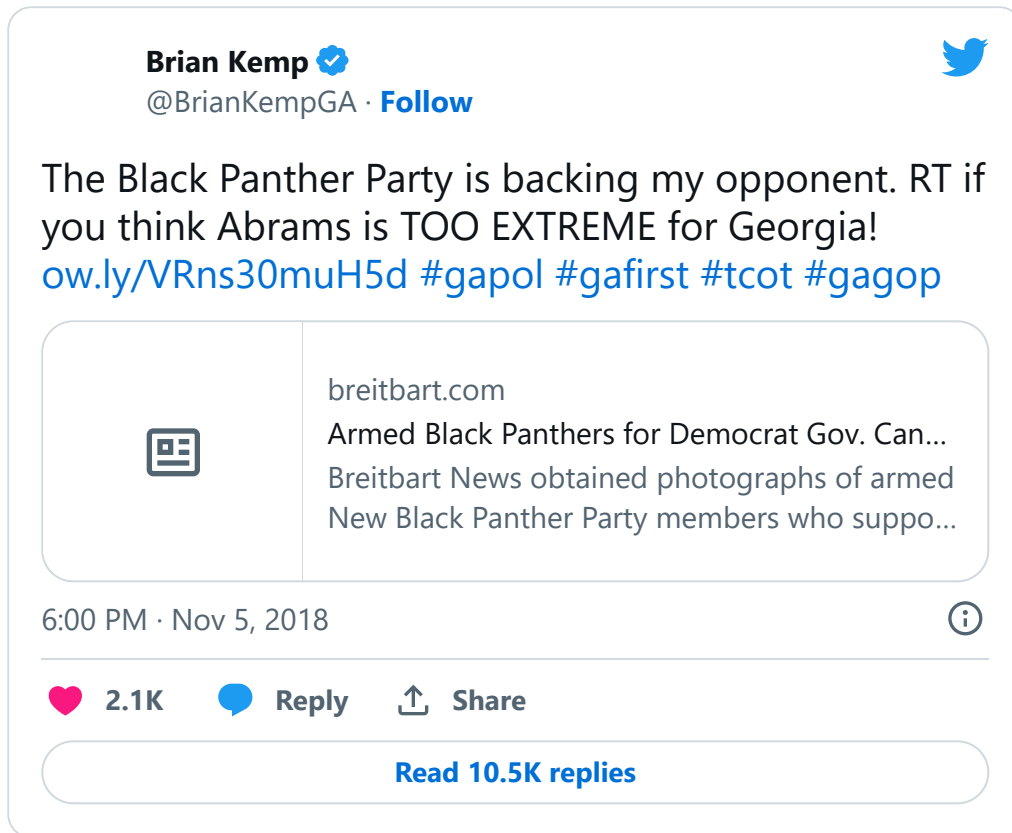 Brian Kemp
@BrianKempGA · Follow
The Black Panther Party is backing my opponent. RT if
you think Abrams is TOO EXTREME for Georgia!
ow.ly/VRns30muH5d #gapol #gafirst #tcot #gagop
breitbart.com
Armed Black Panthers for Democrat Gov. Can...
Breitbart News obtained photographs of armed
New Black Panther Party members who suppo...
6:00 PM · Nov 5, 2018
2.1K Reply Share
Read 10.5K replies